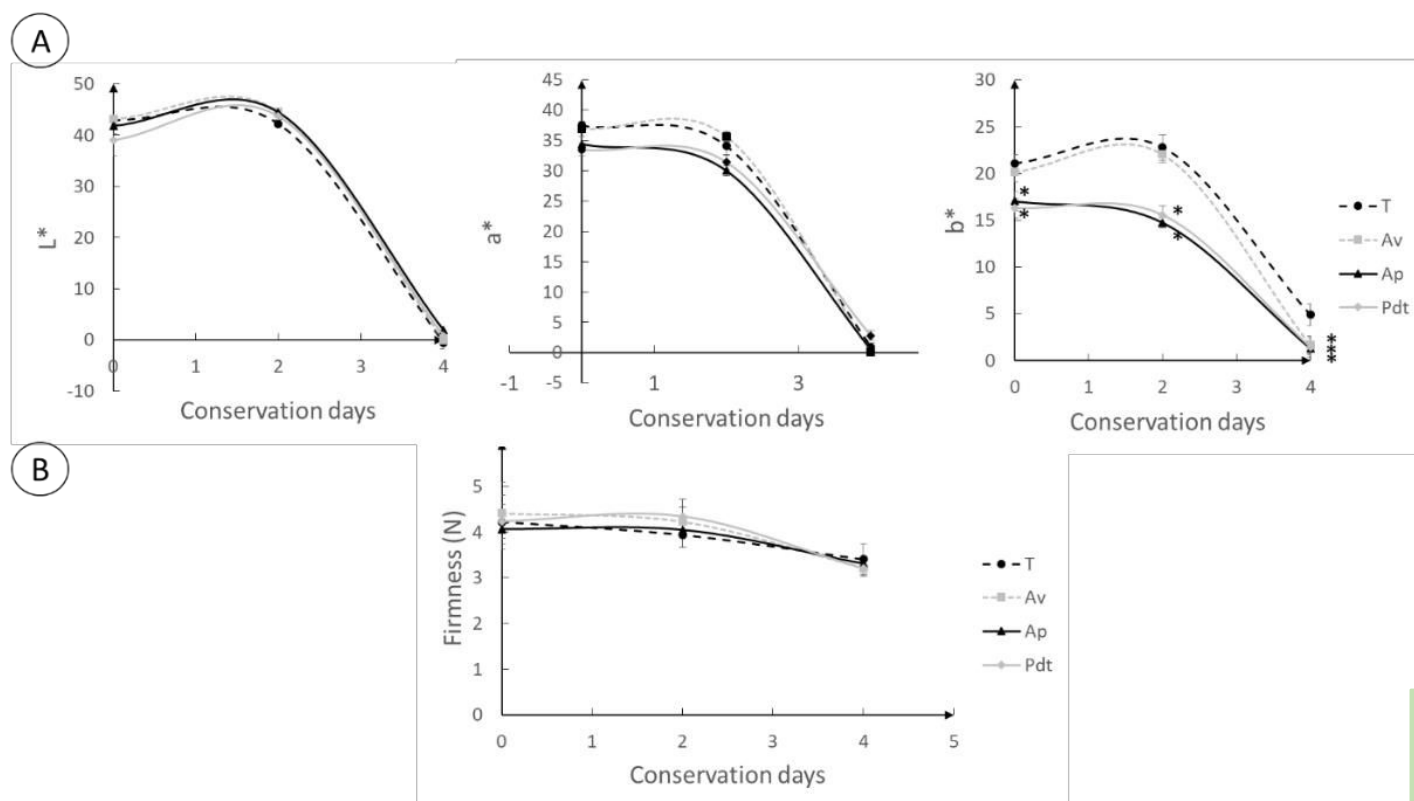 A
50
40
30
20
10
0
-10
L*
0 1 2 3 4
Conservation days
45
40
35
30
25
20
15
10
5
0
-5
a*
-1 1 3
Conservation days
30
25
20
15
10
5
0
b*
* * * * * * *
0 1 2 3 4
Conservation days
T
Av
Ap
Pdt
B
5
4
3
2
1
0
Firmness (N)
0 1 2 3 4 5
Conservation days
T
Av
Ap
Pdt